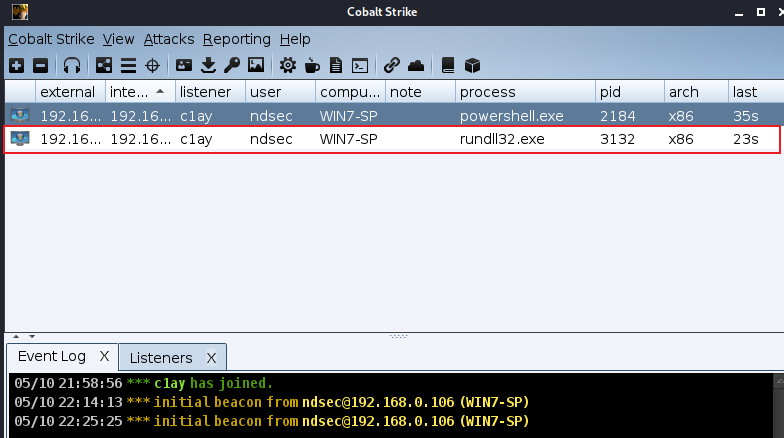 Cobalt Strike
Cobalt Strike View Attacks Reporting Help
external inte... listener user compu... note process pid arch last
192.16... 192.16... c1ay ndsec WIN7-SP powershell.exe 2184 x86 35s
192.16... 192.16... c1ay ndsec WIN7-SP rundll32.exe 3132 x86 23s
Event Log X Listeners X
05/10 21:58:56 *** c1ay has joined.
05/10 22:14:13 *** initial beacon from ndsec@192.168.0.106 (WIN7-SP)
05/10 22:25:25 *** initial beacon from ndsec@192.168.0.106 (WIN7-SP)